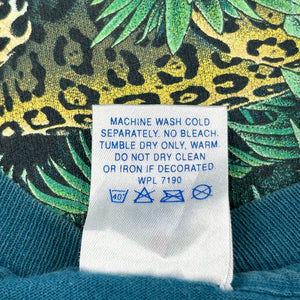 MACHINE WASH COLD
SEPARATELY. NO BLEACH.
TUMBLE DRY ONLY, WARM.
DO NOT DRY CLEAN
OR IRON IF DECORATED.
WPL 7190
40°